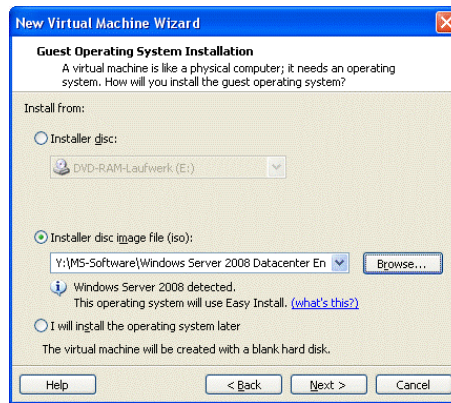 New Virtual Machine Wizard
Guest Operating System Installation
A virtual machine is like a physical computer; it needs an operating
system. How will you install the guest operating system?
Install from:
Installer disc:
DVD-RAM-Laufwerk (E:)
Installer disc image file (iso):
Y:\MS-Software\Windows Server 2008 Datacenter En
Browse...
Windows Server 2008 detected.
This operating system will use Easy Install. (what's this?)
I will install the operating system later
The virtual machine will be created with a blank hard disk.
Help
< Back
Next >
Cancel